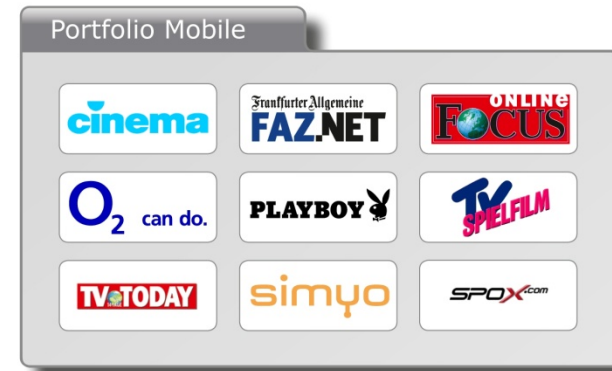 Portfolio Mobile
cinema
Frankfurter Allgemeine
FAZ.NET
ONLINE
FOCUS
O2 can do.
PLAYBOY
TV
SPIELFILM
TV TODAY
simyo
SPOX.com